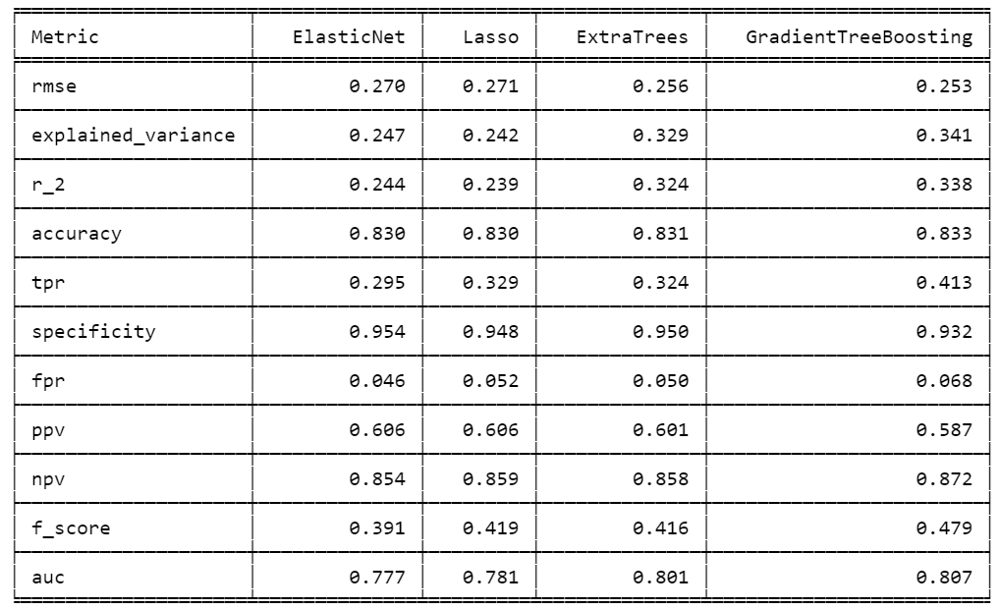 Metric ElasticNet Lasso ExtraTrees GradientTreeBoosting
rmse 0.270 0.271 0.256 0.253
explained_variance 0.247 0.242 0.329 0.341
r_2 0.244 0.239 0.324 0.338
accuracy 0.830 0.830 0.831 0.833
tpr 0.295 0.329 0.324 0.413
specificity 0.954 0.948 0.950 0.932
fpr 0.046 0.052 0.050 0.068
ppv 0.606 0.606 0.601 0.587
npv 0.854 0.859 0.858 0.872
f_score 0.391 0.419 0.416 0.479
auc 0.777 0.781 0.801 0.807